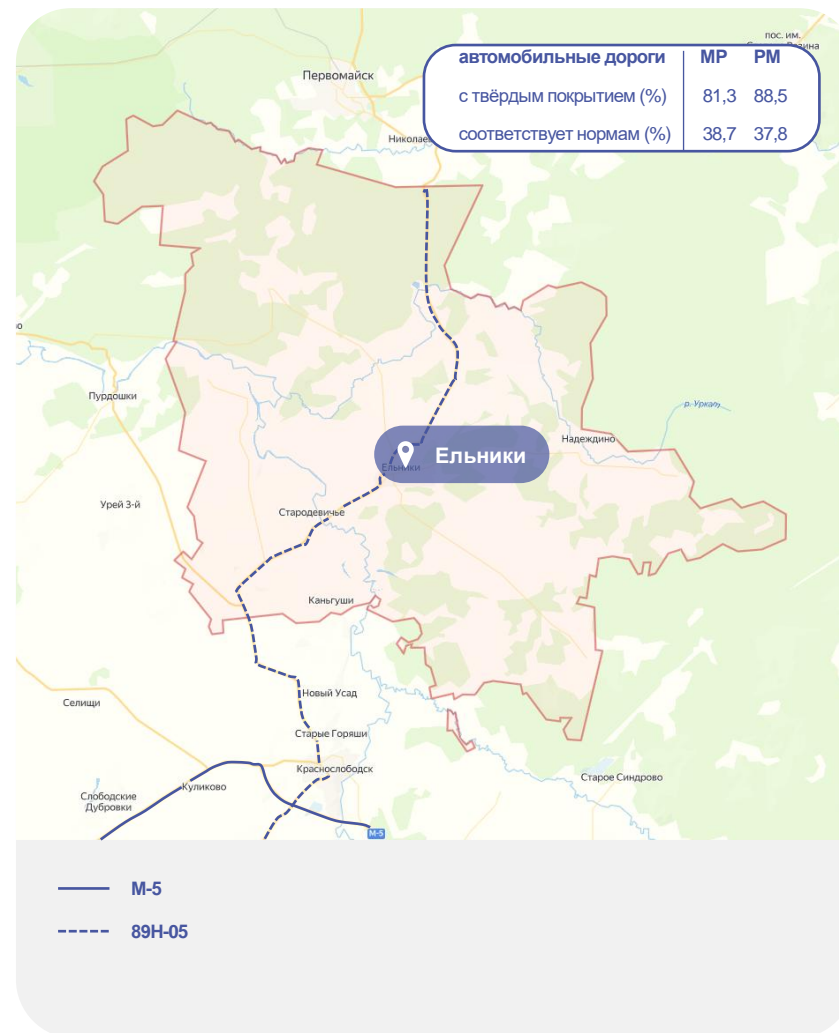 пос. им.
Первомайск
автомобильные дороги МР РМ
с твёрдым покрытием (%) 81,3 88,5
соответствует нормам (%) 38,7 37,8
Пурдошки
р. Уркат
Надеждино
Ельники
Ельники
Урей 3-й
Стародевичье
Каньгуши
Новый Усад
Селищи
Старые Горяши
Краснослободск
Старое Синдрово
Куликово
Слободские
Дубровки
М-5
М-5
89Н-05